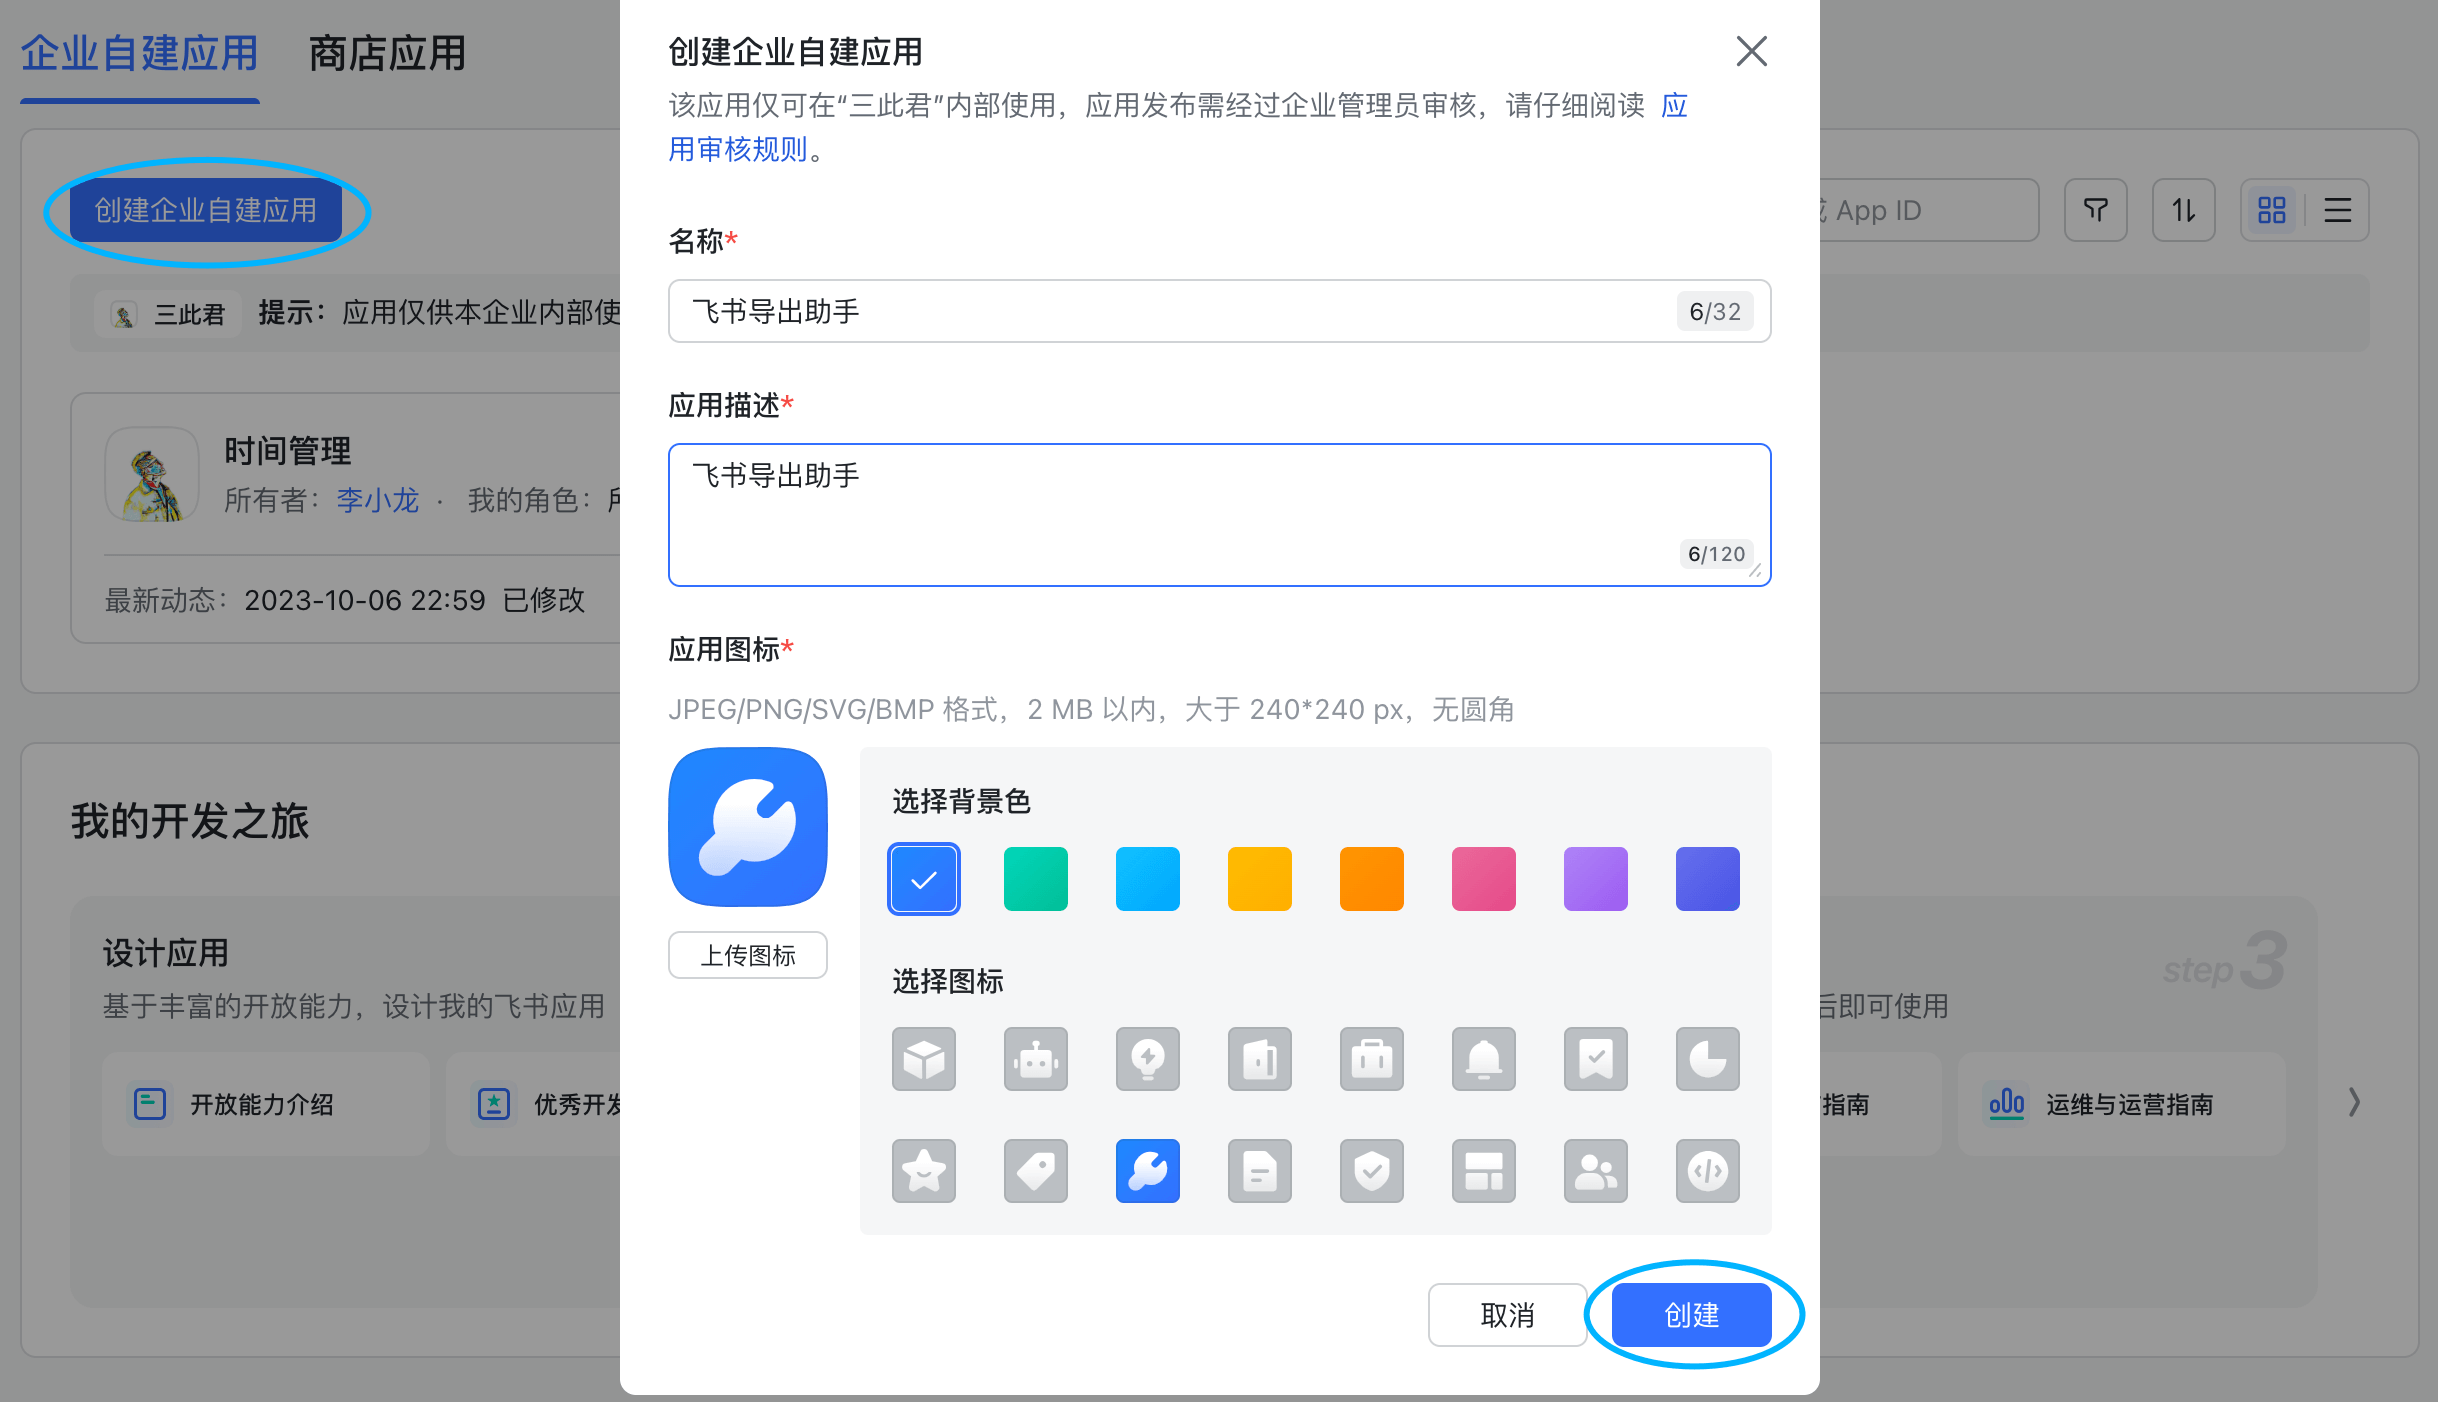 企业自建应用
商店应用
创建企业自建应用
App ID
三此君
提示：应用仅供本企业内部使
时间管理
所有者：李小龙 · 我的角色：
最新动态：2023-10-06 22:59 已修改
我的开发之旅
设计应用
基于丰富的开放能力，设计我的飞书应用
开放能力介绍
优秀开发
创建企业自建应用
该应用仅可在“三此君”内部使用，应用发布需经过企业管理员审核，请仔细阅读 应
用审核规则。
名称*
飞书导出助手
6/32
应用描述*
飞书导出助手
6/120
应用图标*
JPEG/PNG/SVG/BMP 格式，2 MB 以内，大于 240*240 px，无圆角
上传图标
选择背景色
选择图标
取消
创建
step 3
后即可使用
指南
运维与运营指南